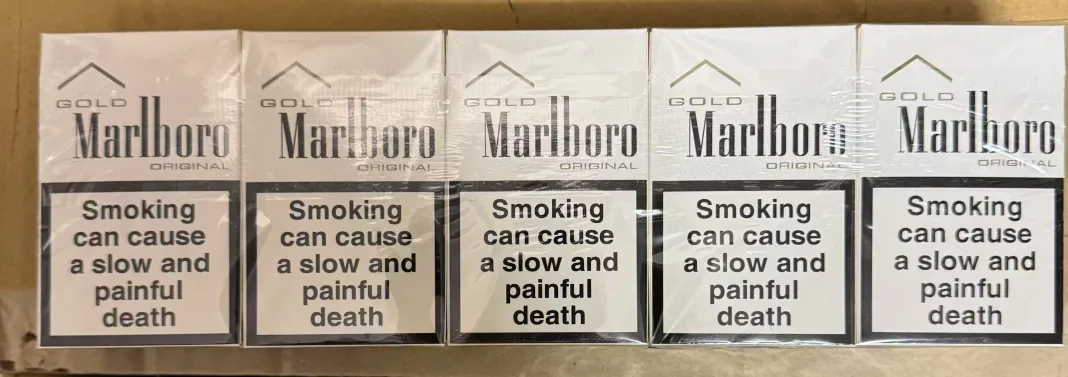 GOLD
Marlboro
ORIGINAL
Smoking
can cause
a slow and
painful
death
GOLD
Marlboro
ORIGINAL
Smoking
can cause
a slow and
painful
death
GOLD
Marlboro
ORIGINAL
Smoking
can cause
a slow and
painful
death
GOLD
Marlboro
ORIGINAL
Smoking
can cause
a slow and
painful
death
GOLD
Marlboro
ORIGINAL
Smoking
can cause
a slow and
painful
death